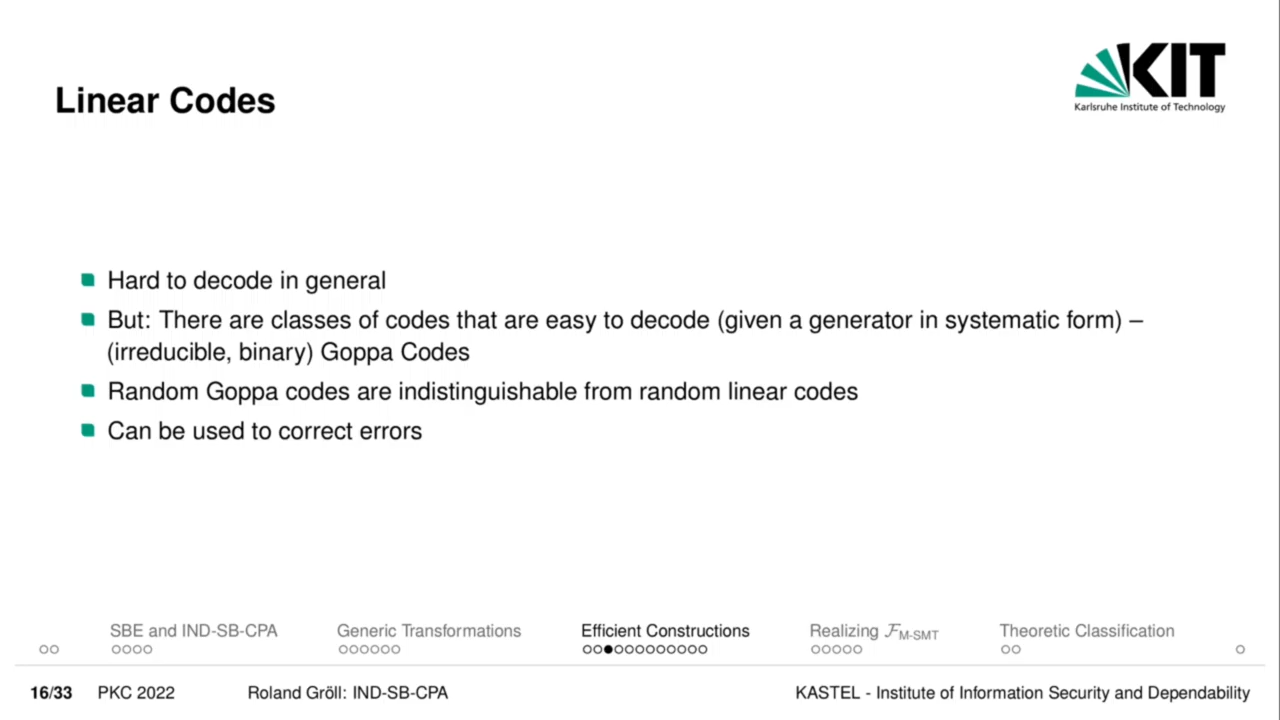 KIT
Karlsruhe Institute of Technology
Linear Codes
Hard to decode in general
But: There are classes of codes that are easy to decode (given a generator in systematic form) –
(irreducible, binary) Goppa Codes
Random Goppa codes are indistinguishable from random linear codes
Can be used to correct errors
SBE and IND-SB-CPA Generic Transformations Efficient Constructions Realizing ℱM-SMT Theoretic Classification
16/33 PKC 2022 Roland Gröll: IND-SB-CPA KASTEL - Institute of Information Security and Dependability